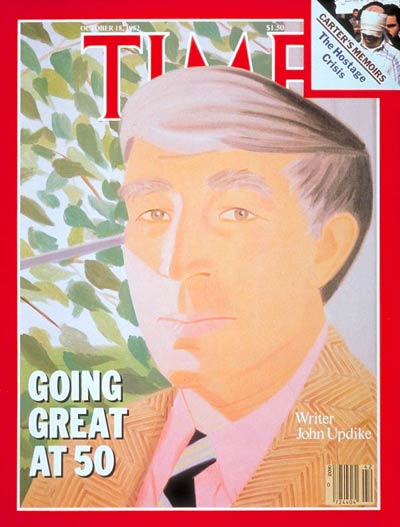 OCTOBER 18, 1982
$1.50
TIME
CARTER'S MEMOIRS
The Hostage
Crisis
GOING
GREAT
AT 50
Writer
John Updike